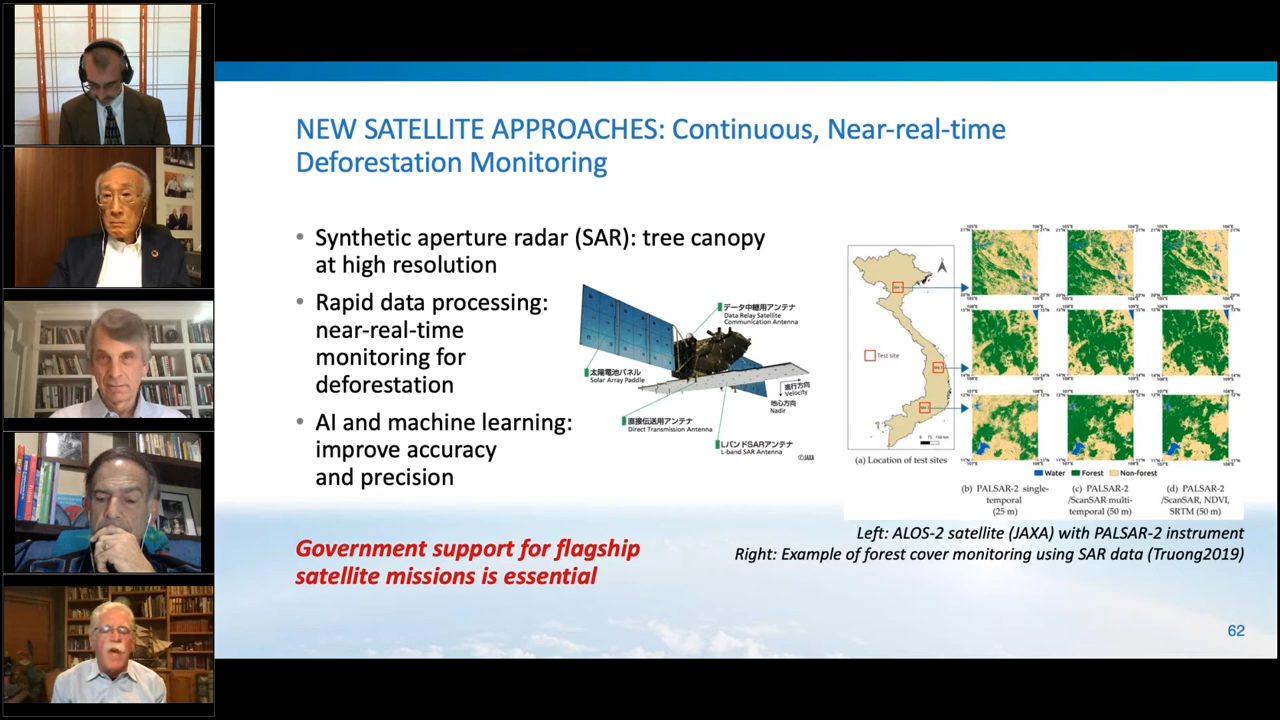 NEW SATELLITE APPROACHES: Continuous, Near-real-time
Deforestation Monitoring
• Synthetic aperture radar (SAR): tree canopy
at high resolution
• Rapid data processing:
near-real-time
monitoring for
deforestation
• AI and machine learning:
improve accuracy
and precision
Government support for flagship
satellite missions is essential
データ中継用アンテナ
Data Relay Satellite
Communication Antenna
太陽電池パネル
Solar Array Paddle
進行方向
Velocity
地心方向
Nadir
直接伝送用アンテナ
Direct Transmission Antenna
LバンドSARアンテナ
L-band SAR Antenna
©JAXA
Test site
(a) Location of test sites
Water Forest Non-forest
(b) PALSAR-2 single-
temporal
(25 m)
(c) PALSAR-2
/ScanSAR multi-
temporal (50 m)
(d) PALSAR-2
/ScanSAR, NDVI,
SRTM (50 m)
Left: ALOS-2 satellite (JAXA) with PALSAR-2 instrument
Right: Example of forest cover monitoring using SAR data (Truong2019)
62